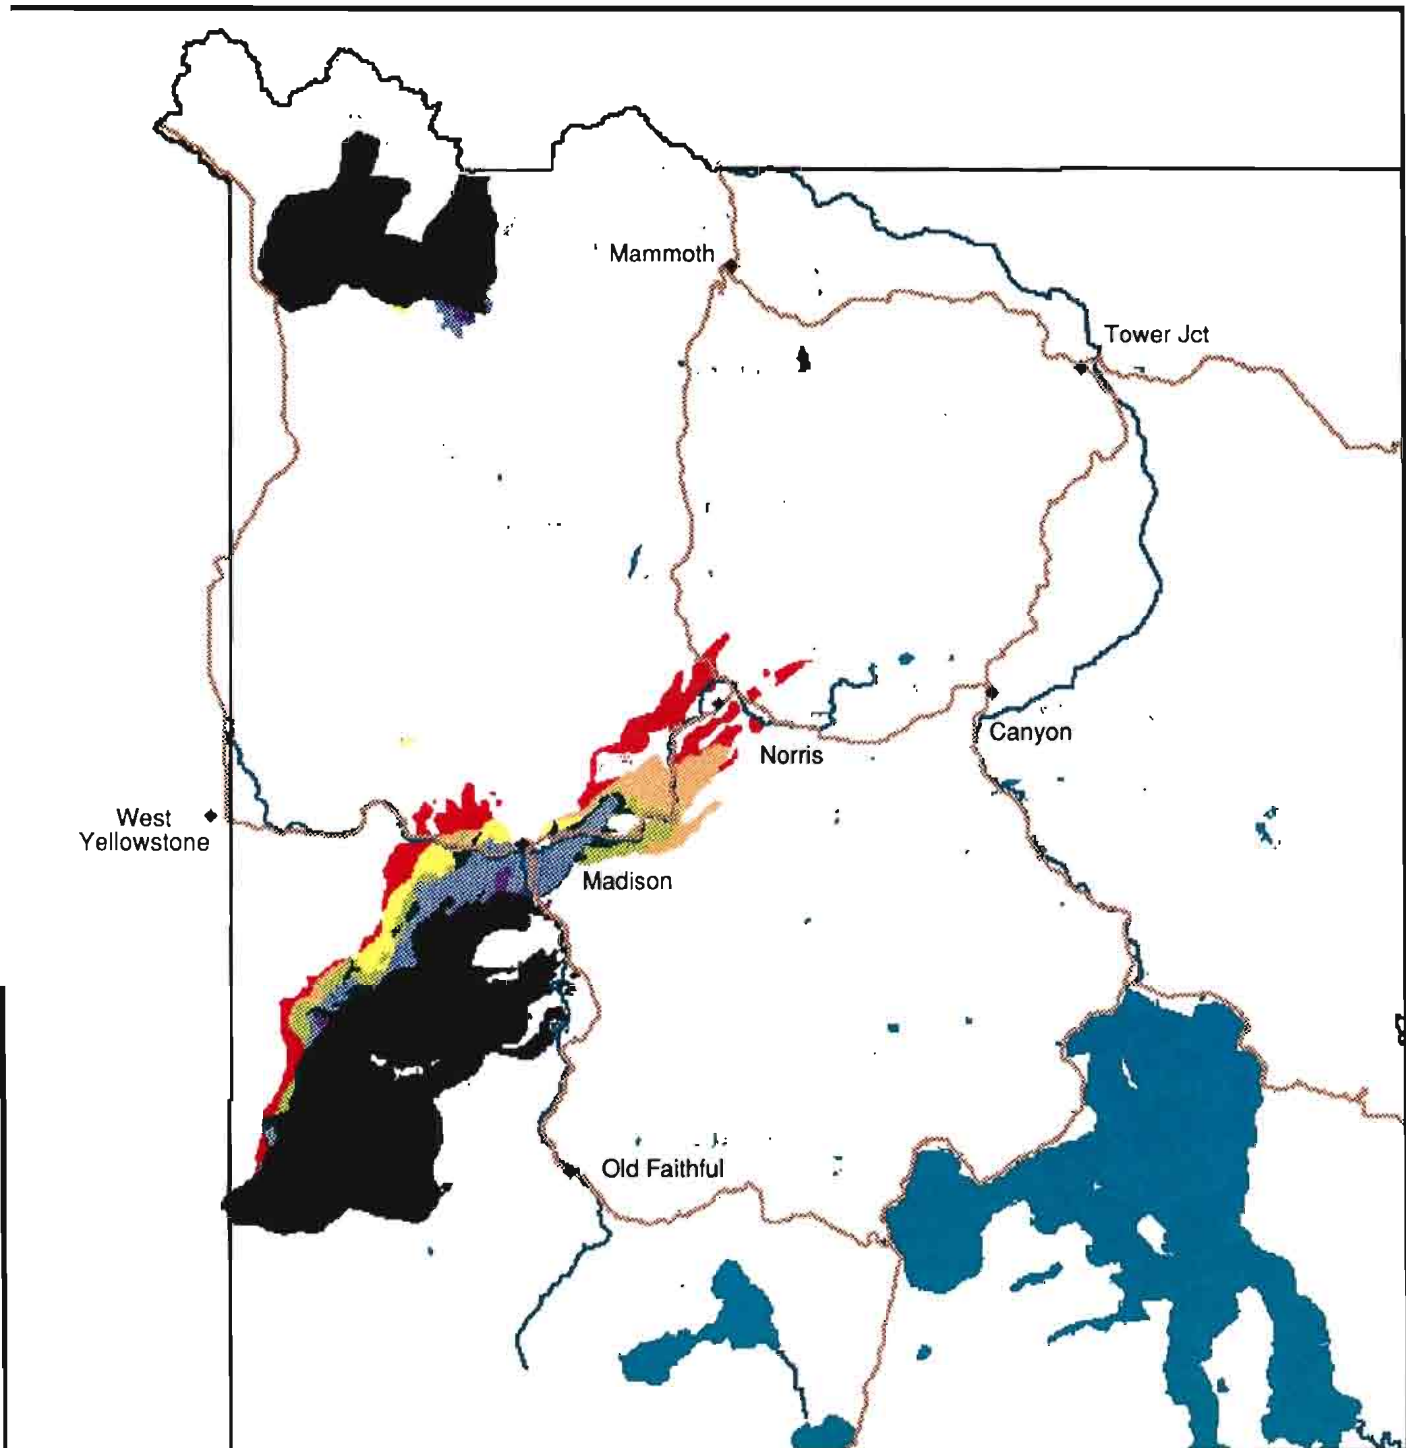 Mammoth
Tower Jct
Norris
Canyon
West
Yellowstone
Madison
Old Faithful